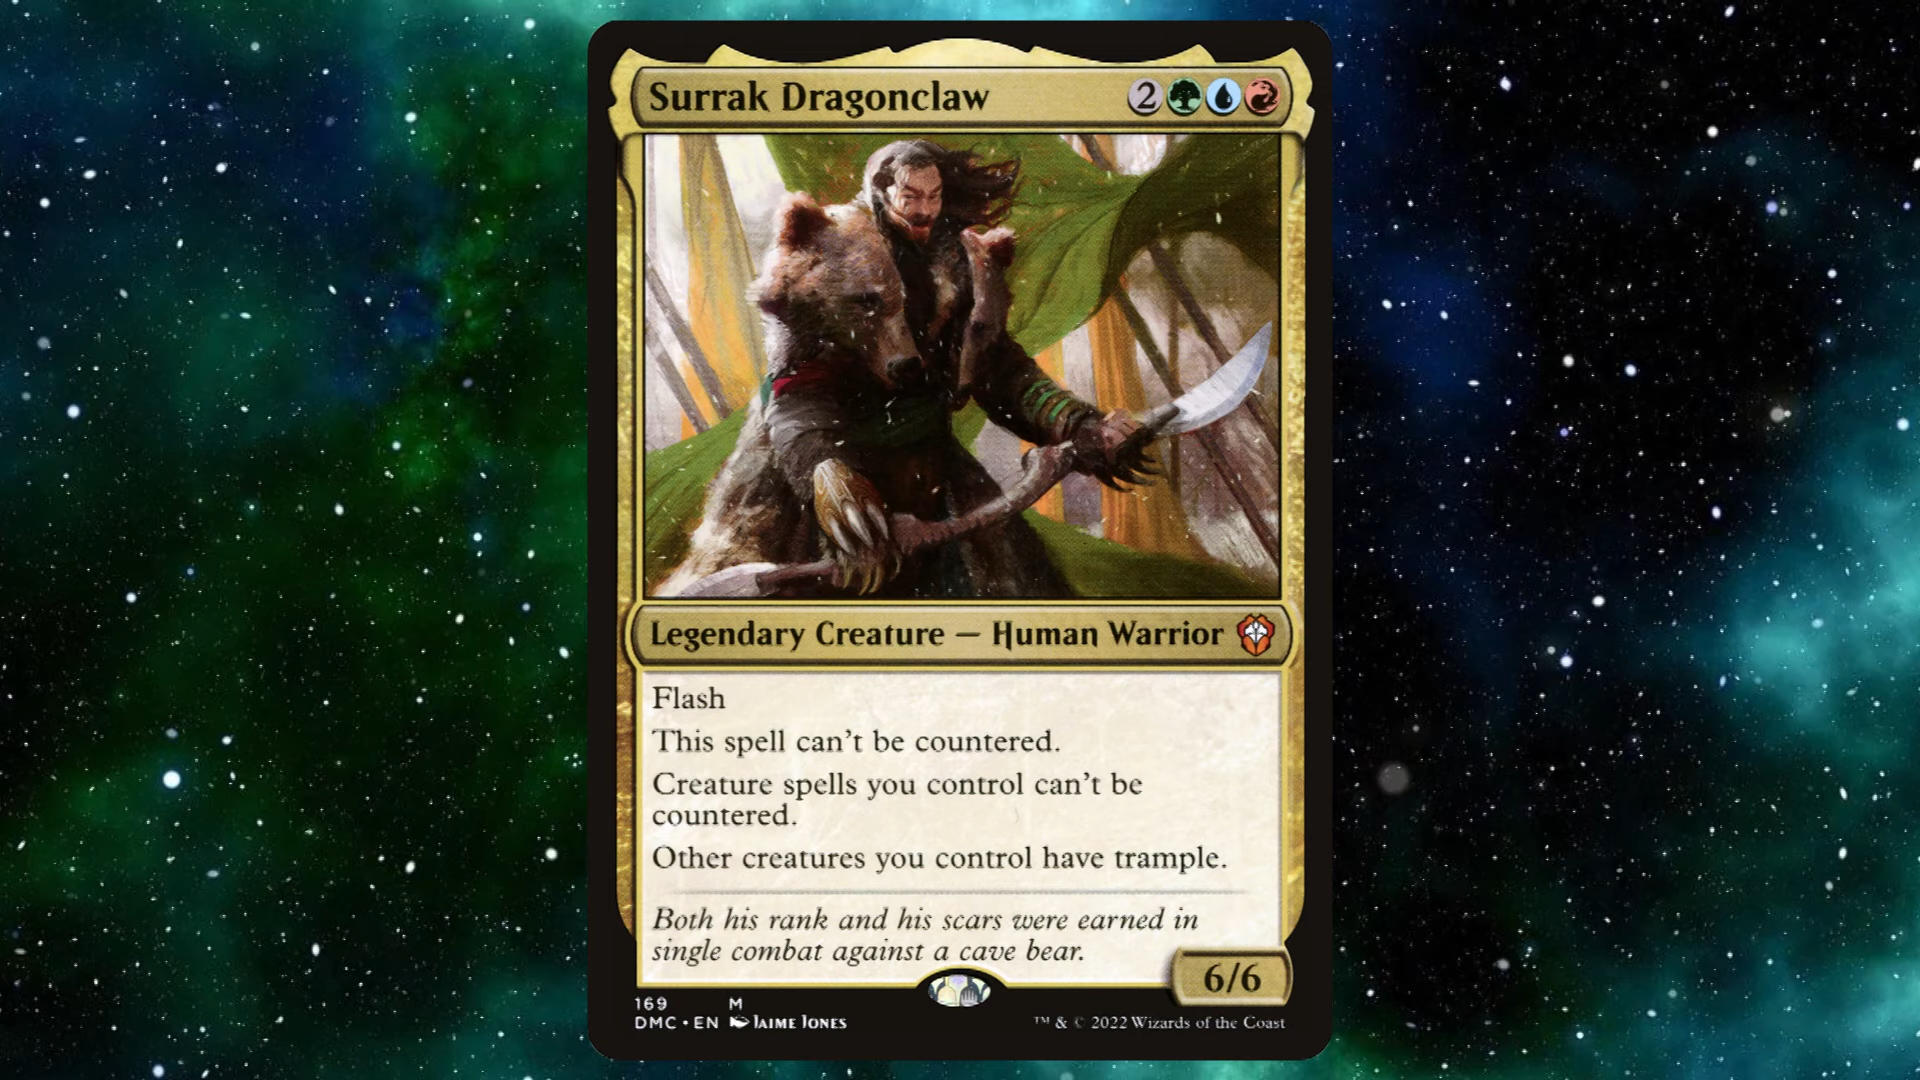 Surrak Dragonclaw 2
Legendary Creature — Human Warrior
Flash
This spell can't be countered.
Creature spells you control can't be
countered.
Other creatures you control have trample.
Both his rank and his scars were earned in
single combat against a cave bear.
6/6
169 M
DMC • EN JAIME JONES ™ & © 2022 Wizards of the Coast